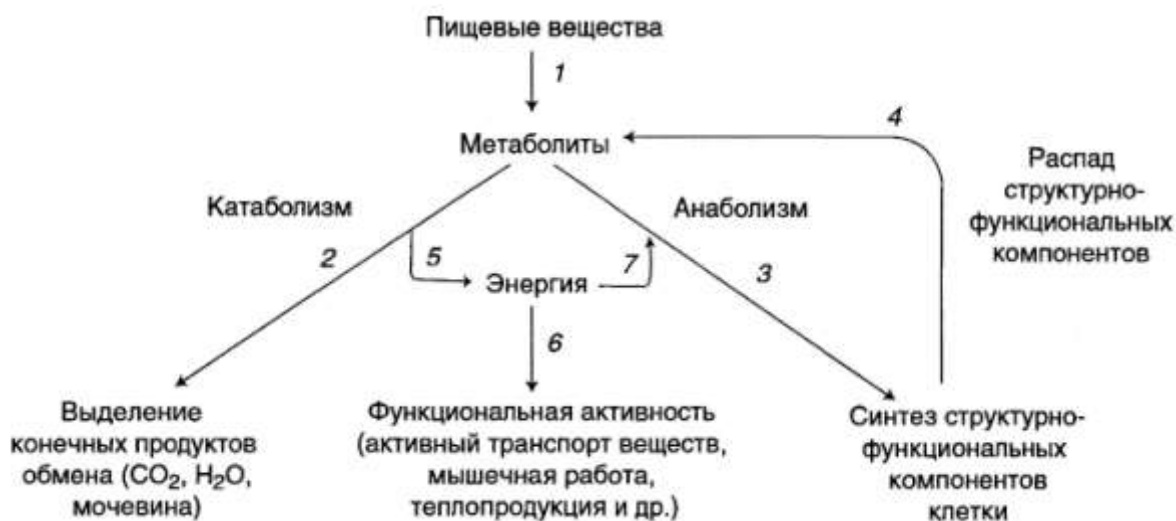 Пищевые вещества
1
Метаболиты
4
Распад
структурно-
функциональных
компонентов
Катаболизм
Анаболизм
2
5
Энергия
7
3
6
Выделение
конечных продуктов
обмена (CO₂, H₂O,
мочевина)
Функциональная активность
(активный транспорт веществ,
мышечная работа,
теплопродукция и др.)
Синтез структурно-
функциональных
компонентов
клетки